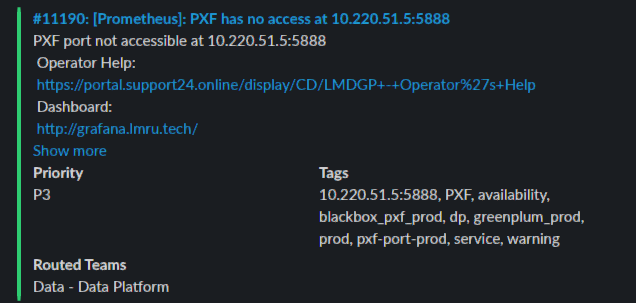 #11190: [Prometheus]: PXF has no access at 10.220.51.5:5888
PXF port not accessible at 10.220.51.5:5888
Operator Help:
https://portal.support24.online/display/CD/LMDGP+-+Operator%27s+Help
Dashboard:
http://grafana.lmru.tech/
Show more
Priority
P3
Tags
10.220.51.5:5888, PXF, availability,
blackbox_pxf_prod, dp, greenplum_prod,
prod, pxf-port-prod, service, warning
Routed Teams
Data - Data Platform